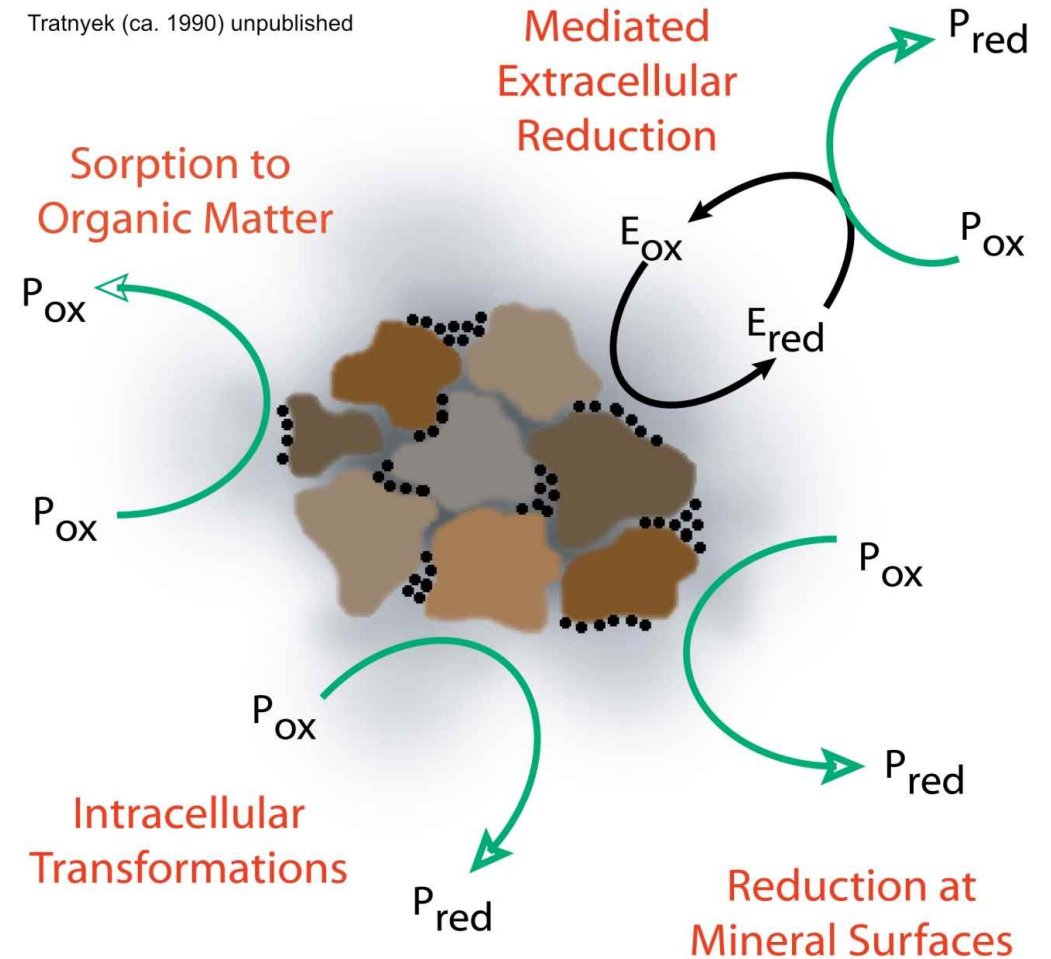 Tratnyek (ca. 1990) unpublished
Mediated
Extracellular
Reduction
P red
P ox
E ox
E red
Sorption to
Organic Matter
P ox
P ox
P ox
P red
P ox
P red
Intracellular
Transformations
Reduction at
Mineral Surfaces